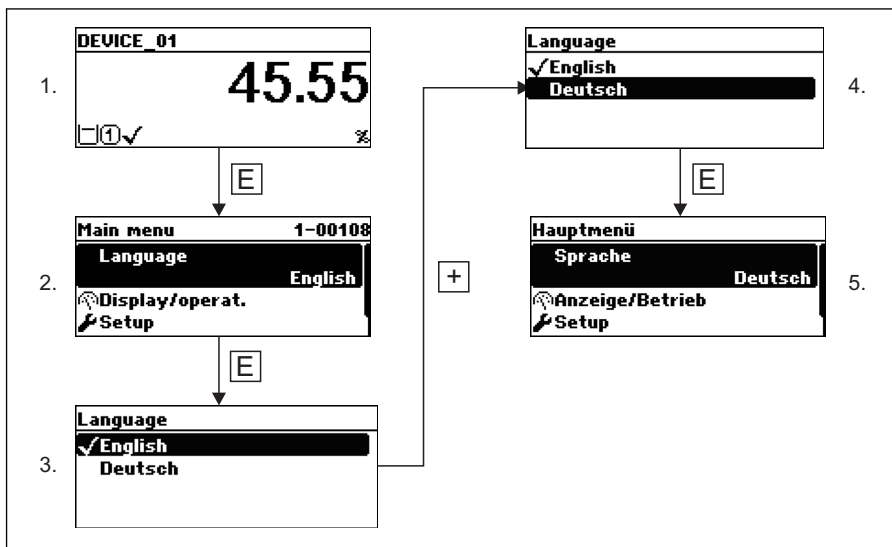 1.
DEVICE_01
45.55
1
%
E
2.
Main menu 1-00108
Language
English
Display/operat.
Setup
E
3.
Language
✓English
Deutsch
+
4.
Language
✓English
Deutsch
E
5.
Hauptmenü
Sprache
Deutsch
Anzeige/Betrieb
Setup